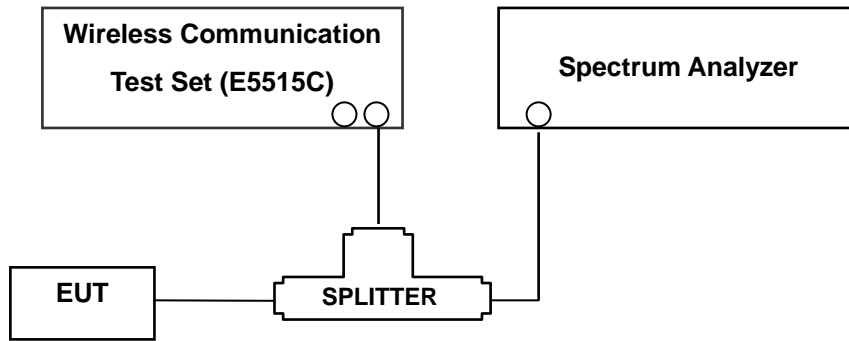 Wireless Communication
Test Set (E5515C)
Spectrum Analyzer
EUT
SPLITTER